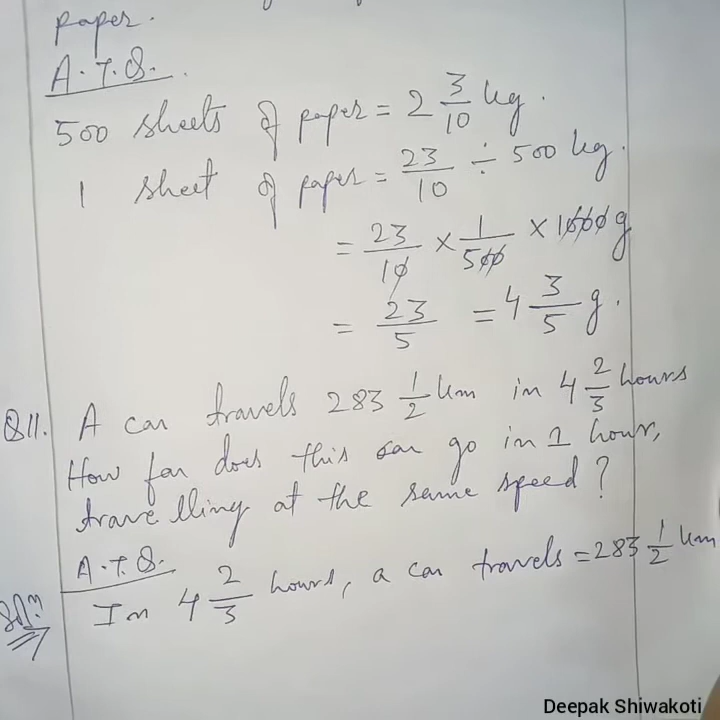 paper.
A.T.Q.
500 sheets of paper = 2 3/10 kg.
1 sheet of paper = 23/10 ÷ 500 kg.
= 23/10 × 1/500 × 1000 g
= 23/5 = 4 3/5 g.
Q11. A car travels 283 1/2 km in 4 2/3 hours
How far does this car go in 1 hour,
travelling at the same speed?
A.T.Q.
Soln In 4 2/3 hours, a car travels = 283 1/2 km
Deepak Shiwakoti